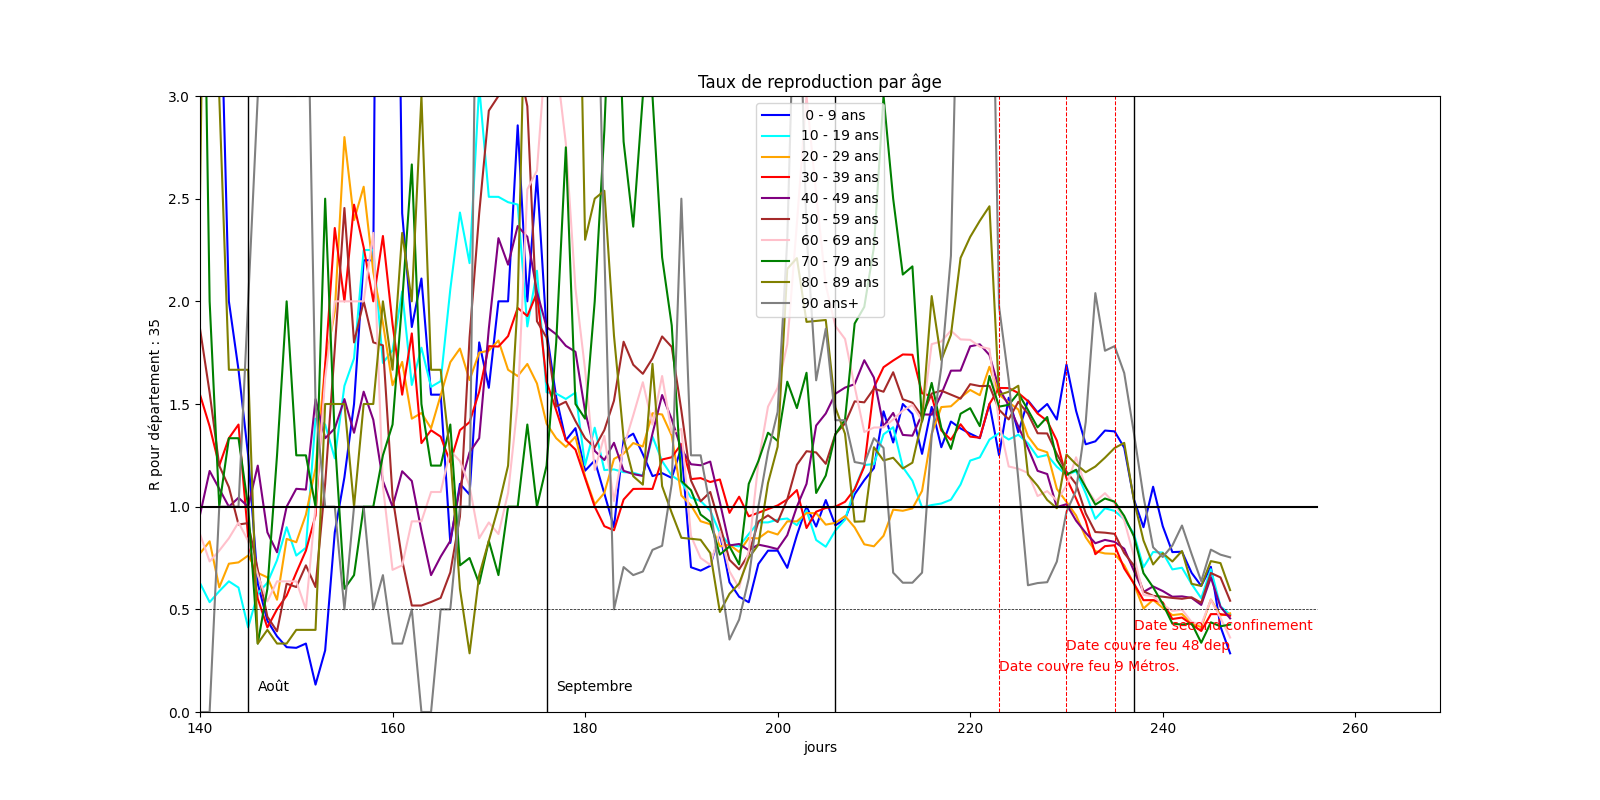 Taux de reproduction par âge
3.0
2.5
2.0
1.5
1.0
0.5
0.0
R pour département : 35
0 - 9 ans
10 - 19 ans
20 - 29 ans
30 - 39 ans
40 - 49 ans
50 - 59 ans
60 - 69 ans
70 - 79 ans
80 - 89 ans
90 ans+
Date second confinement
Date couvre feu 48 dep
Date couvre feu 9 Métros.
Août
Septembre
140
160
180
200
220
240
260
jours